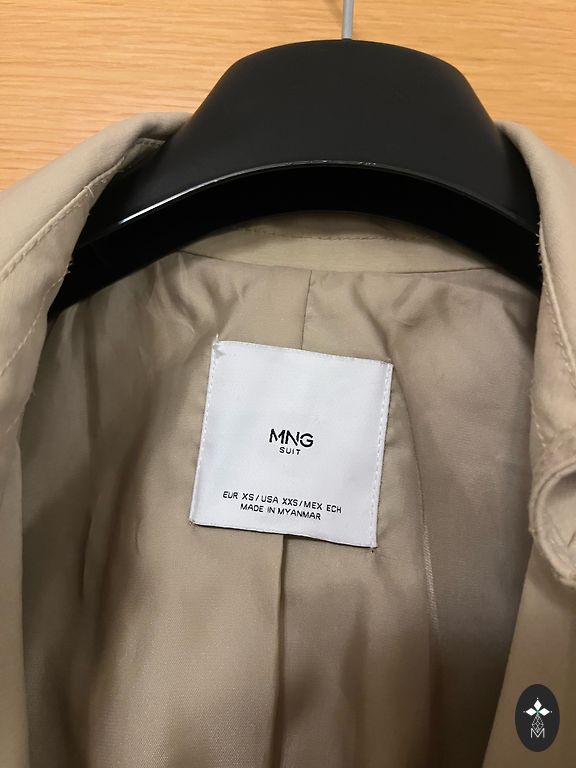 MNG
SUIT
EUR XS / USA XXS / MEX ECH
MADE IN MYANMAR